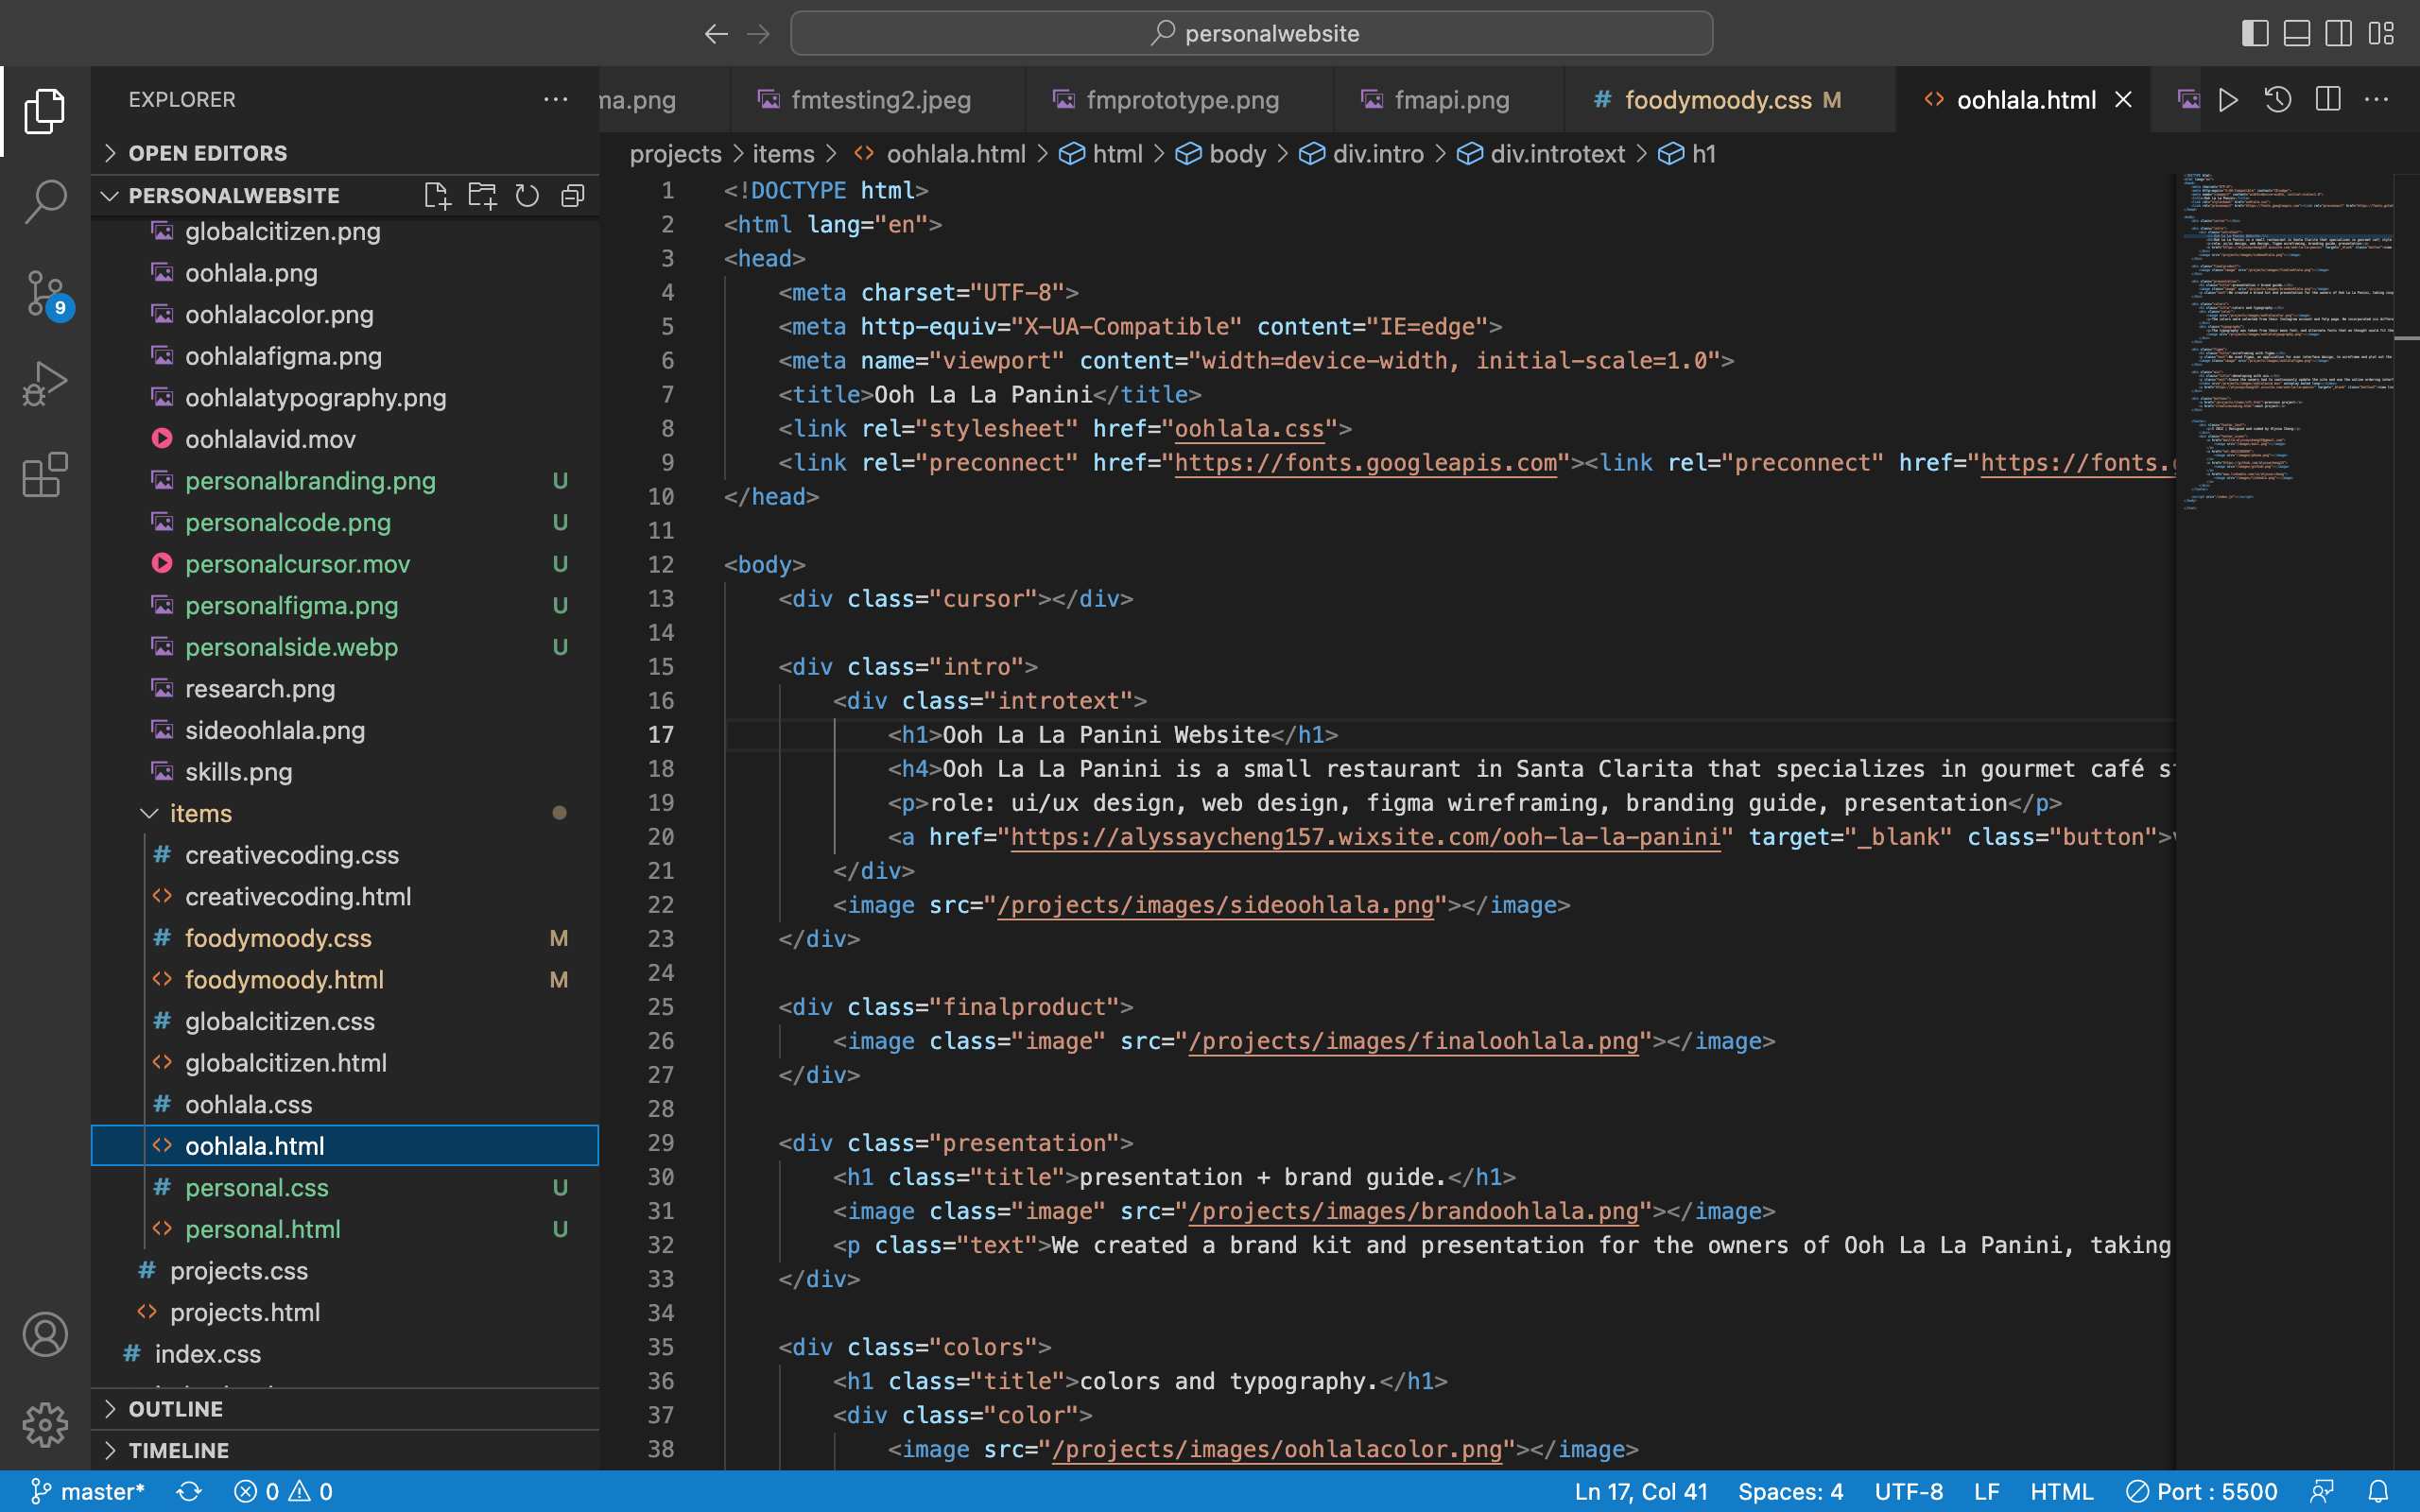 personalwebsite
EXPLORER
OPEN EDITORS
PERSONALWEBSITE
globalcitizen.png
oohlala.png
oohlalacolor.png
oohlalafigma.png
oohlalatypography.png
oohlalavid.mov
personalbranding.png U
personalcode.png U
personalcursor.mov U
personalfigma.png U
personalside.webp U
research.png
sideoohlala.png
skills.png
items
creativecoding.css
creativecoding.html
foodymoody.css M
foodymoody.html M
globalcitizen.css
globalcitizen.html
oohlala.css
oohlala.html
personal.css U
personal.html U
projects.css
projects.html
index.css
OUTLINE
TIMELINE
9
ma.png fmtesting2.jpeg fmprototype.png fmapi.png foodymoody.css M oohlala.html
projects > items > oohlala.html > html > body > div.intro > div.introtext > h1
1 <!DOCTYPE html>
2 <html lang="en">
3 <head>
4 <meta charset="UTF-8">
5 <meta http-equiv="X-UA-Compatible" content="IE=edge">
6 <meta name="viewport" content="width=device-width, initial-scale=1.0">
7 <title>Ooh La La Panini</title>
8 <link rel="stylesheet" href="oohlala.css">
9 <link rel="preconnect" href="https://fonts.googleapis.com"><link rel="preconnect" href="https://fonts.
10 </head>
11
12 <body>
13 <div class="cursor"></div>
14
15 <div class="intro">
16 <div class="introtext">
17 <h1>Ooh La La Panini Website</h1>
18 <h4>Ooh La La Panini is a small restaurant in Santa Clarita that specializes in gourmet café s
19 <p>role: ui/ux design, web design, figma wireframing, branding guide, presentation</p>
20 <a href="https://alyssaycheng157.wixsite.com/ooh-la-la-panini" target="_blank" class="button">
21 </div>
22 <image src="/projects/images/sideoohlala.png"></image>
23 </div>
24
25 <div class="finalproduct">
26 <image class="image" src="/projects/images/finaloohlala.png"></image>
27 </div>
28
29 <div class="presentation">
30 <h1 class="title">presentation + brand guide.</h1>
31 <image class="image" src="/projects/images/brandoohlala.png"></image>
32 <p class="text">We created a brand kit and presentation for the owners of Ooh La La Panini, taking
33 </div>
34
35 <div class="colors">
36 <h1 class="title">colors and typography.</h1>
37 <div class="color">
38 <image src="/projects/images/oohlalacolor.png"></image>
master* 0 0 Ln 17, Col 41 Spaces: 4 UTF-8 LF HTML Port : 5500